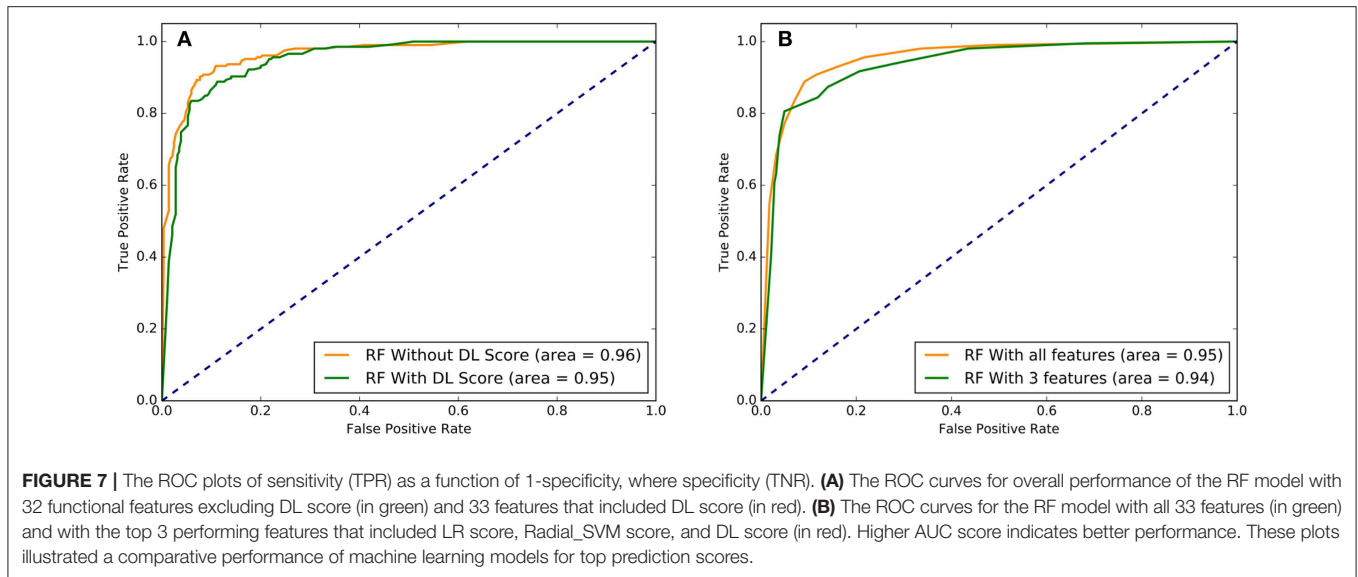 A
1.0
0.8
0.6
0.4
0.2
0.0
True Positive Rate
0.0 0.2 0.4 0.6 0.8 1.0
False Positive Rate
RF Without DL Score (area = 0.96)
RF With DL Score (area = 0.95)
B
1.0
0.8
0.6
0.4
0.2
0.0
True Positive Rate
0.0 0.2 0.4 0.6 0.8 1.0
False Positive Rate
RF With all features (area = 0.95)
RF With 3 features (area = 0.94)
FIGURE 7 | The ROC plots of sensitivity (TPR) as a function of 1-specificity, where specificity (TNR). (A) The ROC curves for overall performance of the RF model with
32 functional features excluding DL score (in green) and 33 features that included DL score (in red). (B) The ROC curves for the RF model with all 33 features (in green)
and with the top 3 performing features that included LR score, Radial_SVM score, and DL score (in red). Higher AUC score indicates better performance. These plots
illustrated a comparative performance of machine learning models for top prediction scores.